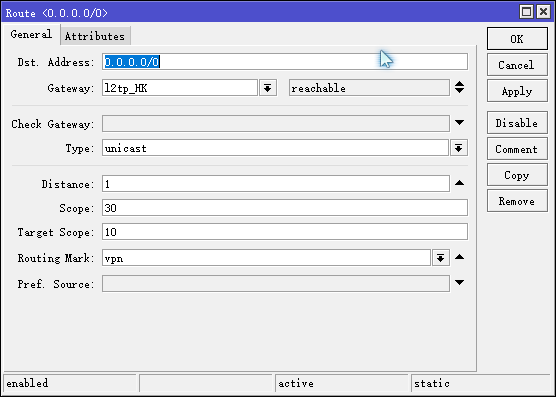 Route <0.0.0.0/0>
General Attributes
Dst. Address: 0.0.0.0/0
Gateway: l2tp_HK reachable
Check Gateway:
Type: unicast
Distance: 1
Scope: 30
Target Scope: 10
Routing Mark: vpn
Pref. Source:
OK
Cancel
Apply
Disable
Comment
Copy
Remove
enabled active static